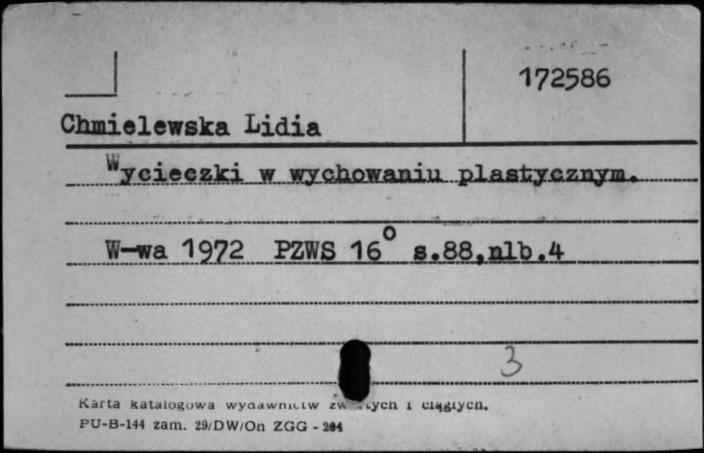 172586
Chmielewska Lidia
Wycieczki w wychowaniu plastycznym.
W-wa 1972 PZWS 16° s.88,nlb.4
3
Karta katalogowa wydawnictw i ciągłych.
PU-B-144 zam. 29/DW/On ZGG - 204